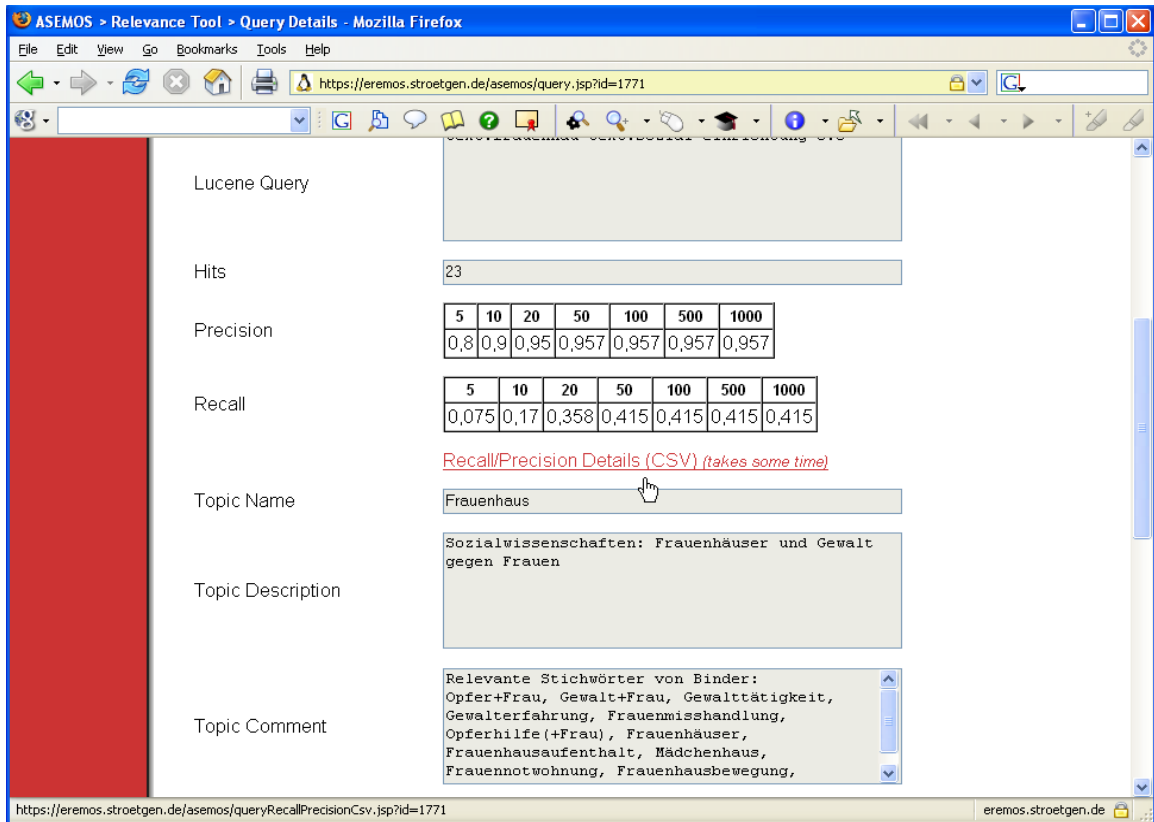 ASEMOS > Relevance Tool > Query Details - Mozilla Firefox
File Edit View Go Bookmarks Tools Help
https://eremos.stroetgen.de/asemos/query.jsp?id=1771
G
G
Lucene Query
Hits
23
Precision
5 10 20 50 100 500 1000
0,8 0,9 0,95 0,957 0,957 0,957 0,957
Recall
5 10 20 50 100 500 1000
0,075 0,17 0,358 0,415 0,415 0,415 0,415
Recall/Precision Details (CSV) (takes some time)
Topic Name
Frauenhaus
Topic Description
Sozialwissenschaften: Frauenhäuser und Gewalt
gegen Frauen
Topic Comment
Relevante Stichwörter von Binder:
Opfer+Frau, Gewalt+Frau, Gewalttätigkeit,
Gewalterfahrung, Frauenmisshandlung,
Opferhilfe(+Frau), Frauenhäuser,
Frauenhausaufenthalt, Mädchenhaus,
Frauennotwohnung, Frauenhausbewegung,
https://eremos.stroetgen.de/asemos/queryRecallPrecisionCsv.jsp?id=1771
eremos.stroetgen.de